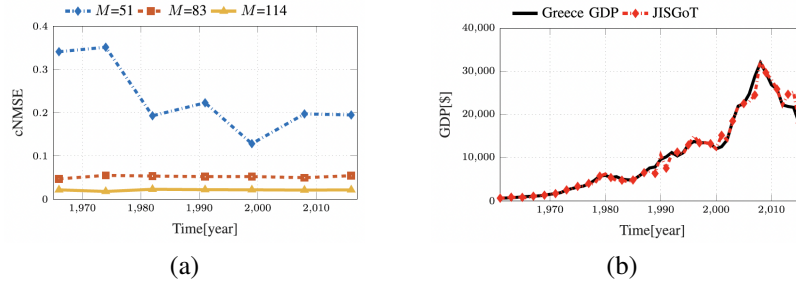 M=51 M=83 M=114
0.4
0.3
0.2
0.1
0
cNMSE
1,970 1,980 1,990 2,000 2,010
Time[year]
(a)
Greece GDP JISGoT
40,000
30,000
20,000
10,000
0
GDP[$]
1,970 1,980 1,990 2,000 2,010
Time[year]
(b)